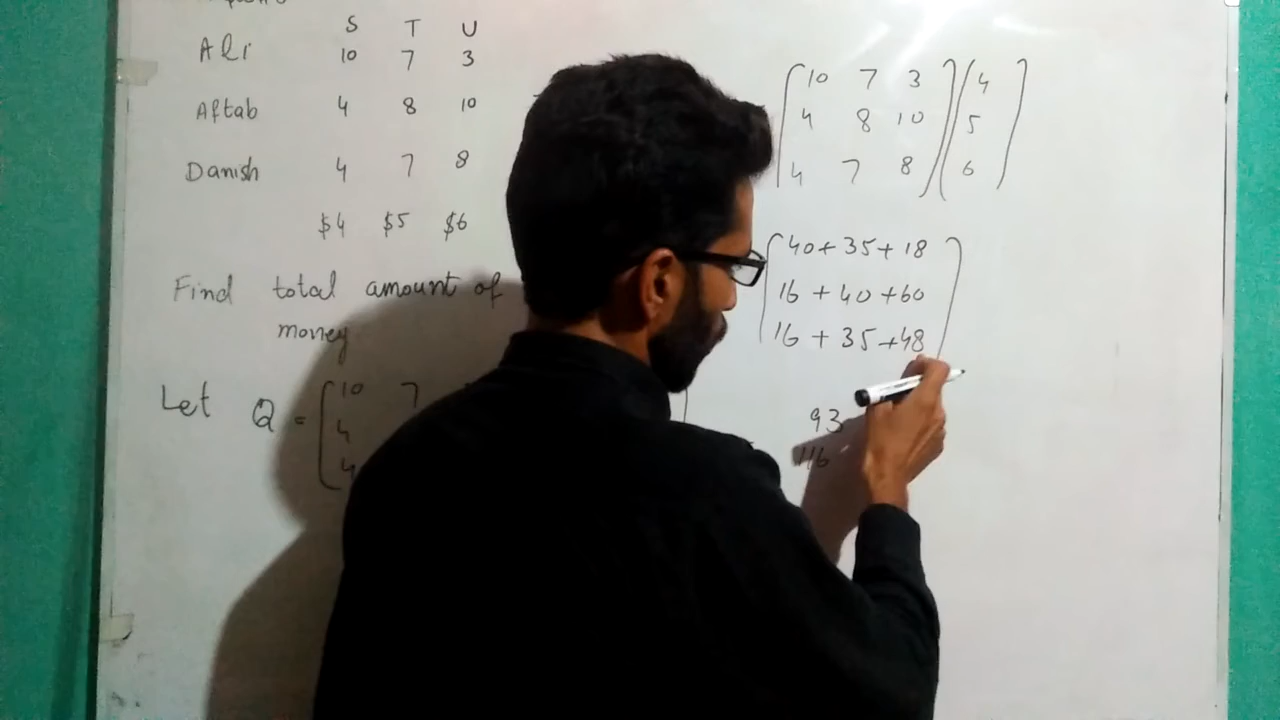 S T U
Ali 10 7 3
Aftab 4 8 10
Danish 4 7 8
$4 $5 $6
Find total amount of
money
Let Q = 10 7
4
4
10 7 3 4
4 8 10 5
4 7 8 6
40+35+18
16+40+60
16+35+48
93
116